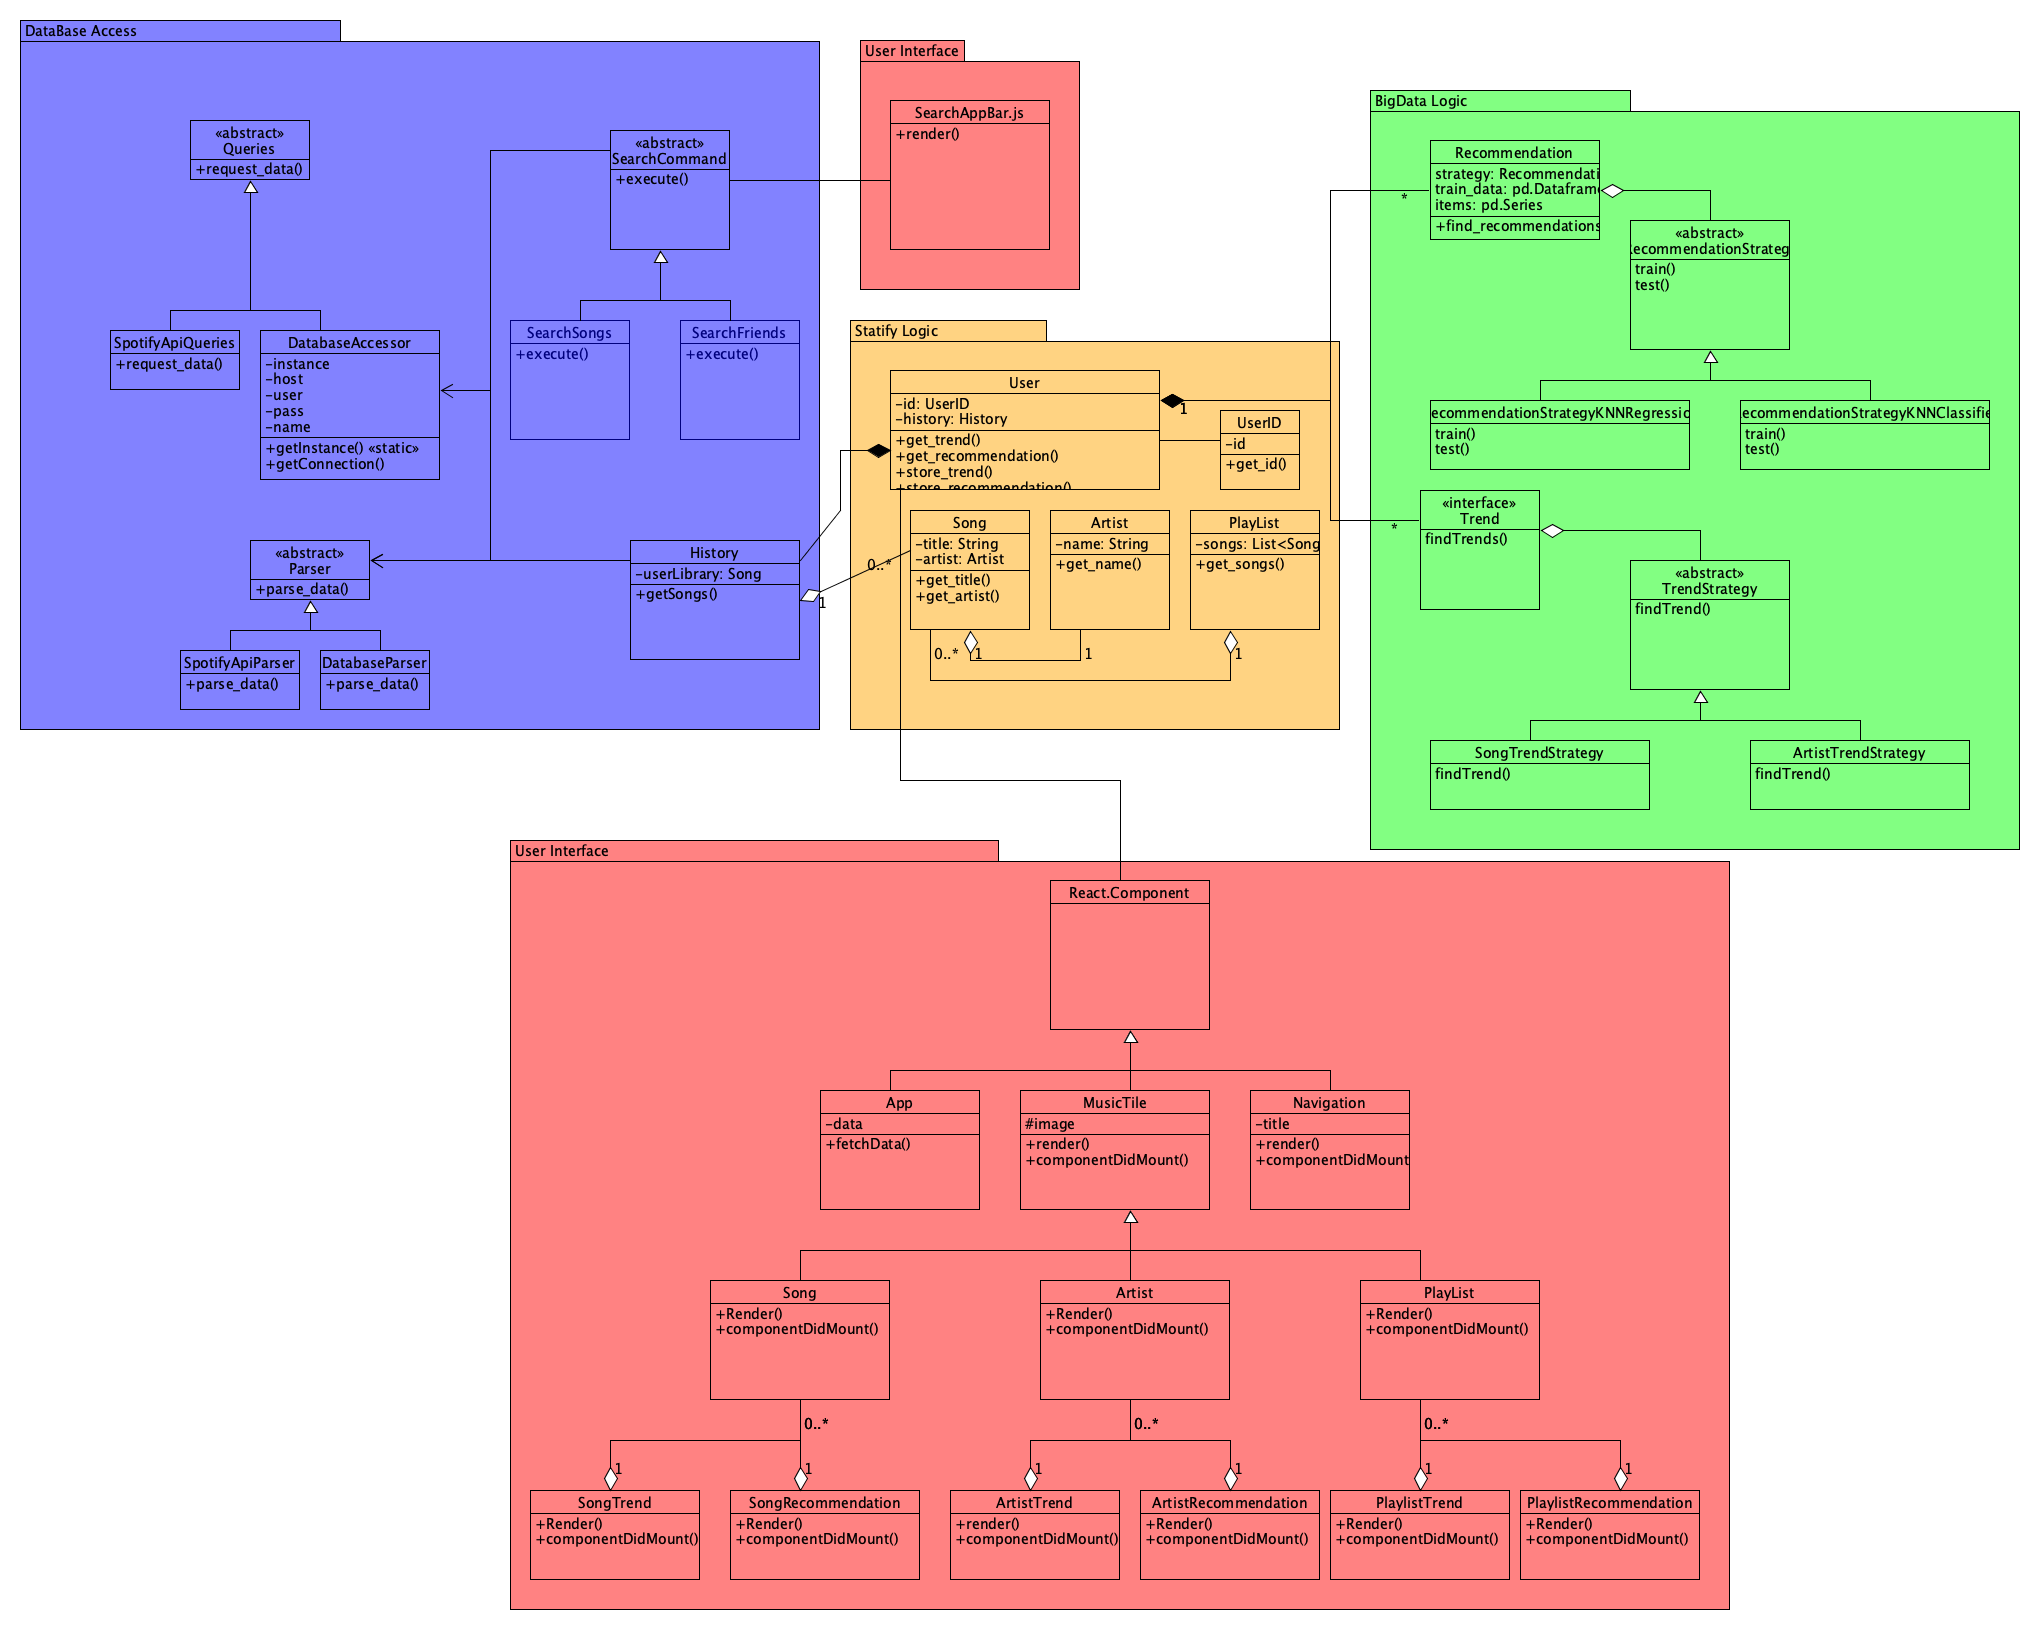 DataBase Access
«abstract»
Queries
+request_data()
SpotifyApiQueries
+request_data()
DatabaseAccessor
-instance
-host
-user
-pass
-name
+getInstance() «static»
+getConnection()
«abstract»
SearchCommand
+execute()
SearchSongs
+execute()
SearchFriends
+execute()
«abstract»
Parser
+parse_data()
SpotifyApiParser
+parse_data()
DatabaseParser
+parse_data()
History
-userLibrary: Song
+getSongs()
1
0..*
User Interface
SearchAppBar.js
+render()
Statify Logic
User
-id: UserID
-history: History
+get_trend()
+get_recommendation()
+store_trend()
+store_recommendation()
1
UserID
-id
+get_id()
Song
-title: String
-artist: Artist
+get_title()
+get_artist()
Artist
-name: String
+get_name()
PlayList
-songs: List<Song
+get_songs()
0..*
1
1
1
BigData Logic
Recommendation
strategy: Recommendati
train_data: pd.Datafram
items: pd.Series
+find_recommendations
*
«abstract»
ecommendationStrateg
train()
test()
ecommendationStrategyKNNRegressio
train()
test()
ecommendationStrategyKNNClassifie
train()
test()
«interface»
Trend
findTrends()
*
«abstract»
TrendStrategy
findTrend()
SongTrendStrategy
findTrend()
ArtistTrendStrategy
findTrend()
User Interface
React.Component
App
-data
+fetchData()
MusicTile
#image
+render()
+componentDidMount()
Navigation
-title
+render()
+componentDidMount
Song
+Render()
+componentDidMount()
Artist
+Render()
+componentDidMount()
PlayList
+Render()
+componentDidMount()
0..*
0..*
0..*
1
1
1
1
1
1
SongTrend
+Render()
+componentDidMount()
SongRecommendation
+Render()
+componentDidMount()
ArtistTrend
+render()
+componentDidMount()
ArtistRecommendation
+Render()
+componentDidMount()
PlaylistTrend
+Render()
+componentDidMount()
PlaylistRecommendation
+Render()
+componentDidMount()